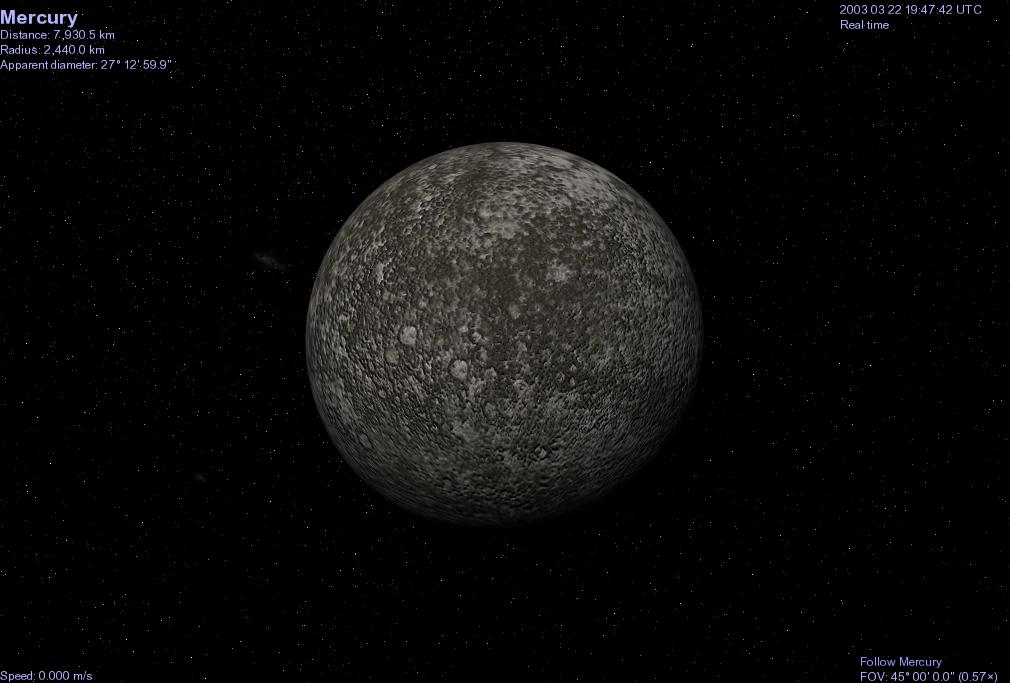 Mercury
Distance: 7,930.5 km
Radius: 2,440.0 km
Apparent diameter: 27° 12' 59.9"
2003 03 22 19:47:42 UTC
Real time
Speed: 0.000 m/s
Follow Mercury
FOV: 45° 00' 0.0" (0.57×)